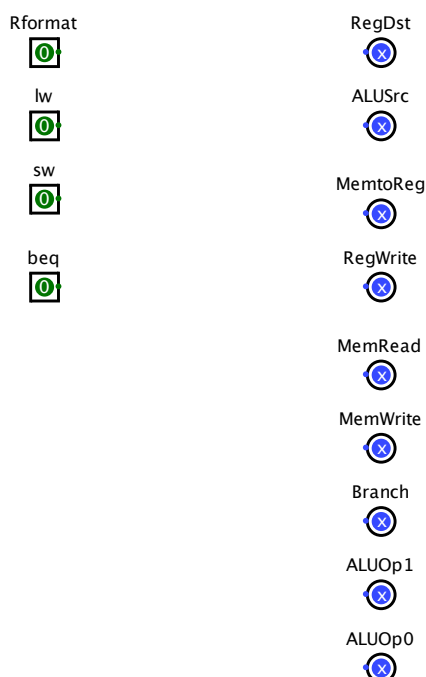 Rformat
0
lw
0
sw
0
beq
0
RegDst
x
ALUSrc
x
MemtoReg
x
RegWrite
x
MemRead
x
MemWrite
x
Branch
x
ALUOp1
x
ALUOp0
x